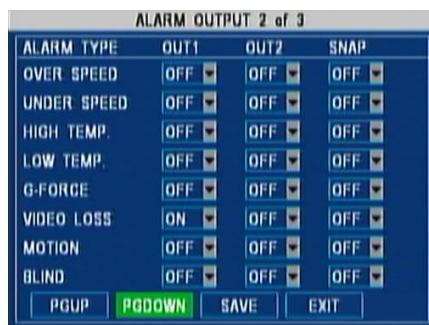 ALARM OUTPUT 2 of 3
ALARM TYPE OUT1 OUT2 SNAP
OVER SPEED OFF OFF OFF
UNDER SPEED OFF OFF OFF
HIGH TEMP. OFF OFF OFF
LOW TEMP. OFF OFF OFF
G-FORCE OFF OFF OFF
VIDEO LOSS ON OFF OFF
MOTION OFF OFF OFF
BLIND OFF OFF OFF
PGUP PGDOWN SAVE EXIT